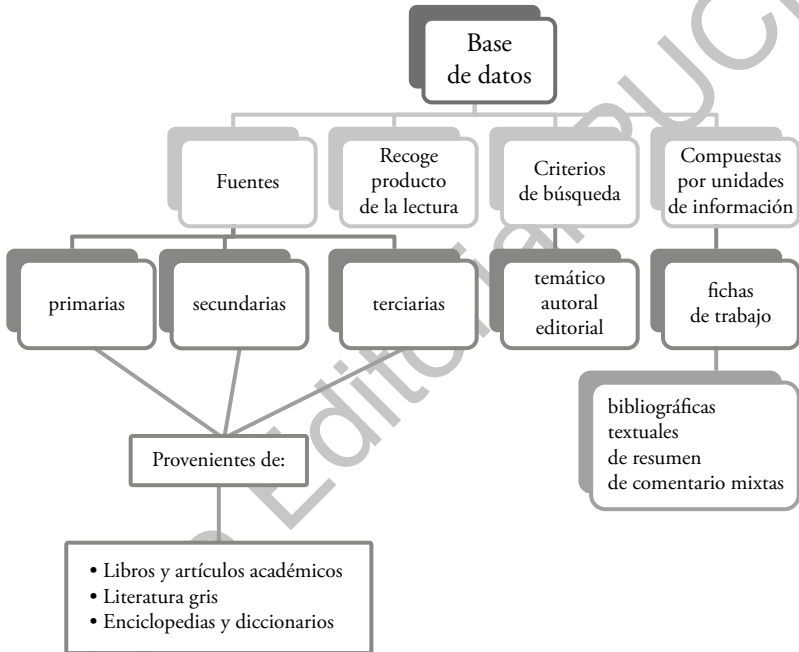 Base
de datos
Fuentes
Recoge
producto
de la lectura
Criterios
de búsqueda
Compuestas
por unidades
de información
primarias
secundarias
terciarias
temático
autoral
editorial
fichas
de trabajo
bibliográficas
textuales
de resumen
de comentario mixtas
Provenientes de:
• Libros y artículos académicos
• Literatura gris
• Enciclopedias y diccionarios
Editorial PUC